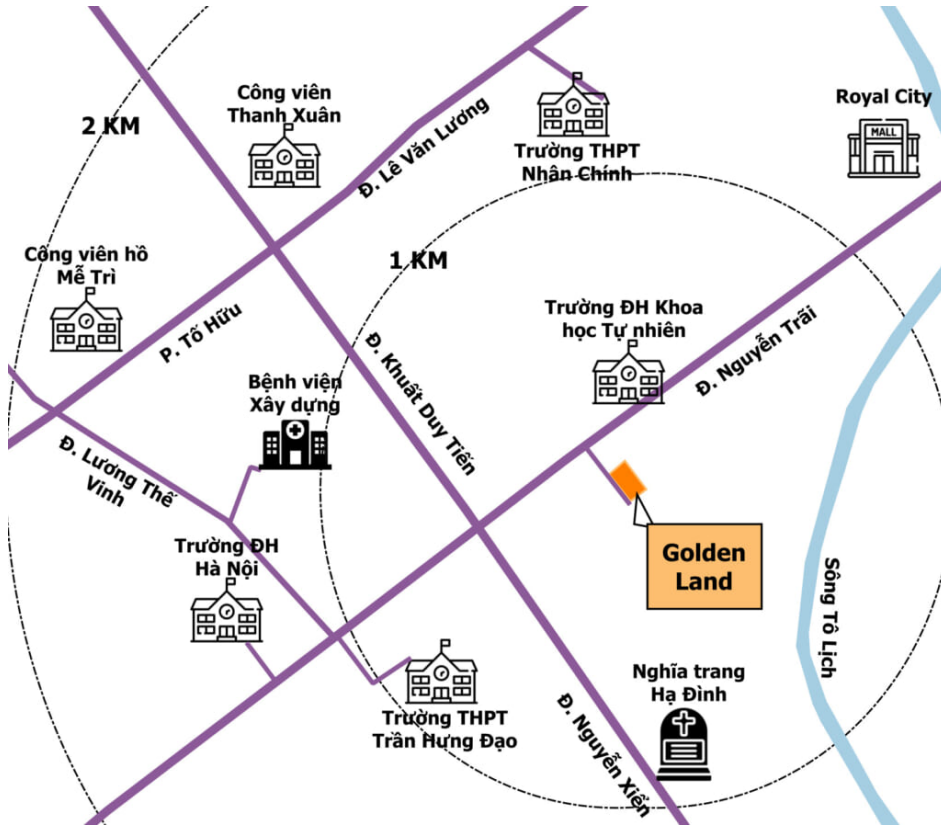 2 KM
Công viên
Thanh Xuân
Đ. Lê Văn Lương
Trường THPT
Nhân Chính
Royal City
MALL
Công viên hồ
Mễ Trì
P. Tố Hữu
1 KM
Trường ĐH Khoa
học Tự nhiên
Đ. Nguyễn Trãi
Đ. Khuất Duy Tiến
Bệnh viện
Xây dựng
Đ. Lương Thế
Vinh
Trường ĐH
Hà Nội
Golden
Land
Sông Tô Lịch
Trường THPT
Trần Hưng Đạo
Nghĩa trang
Hạ Đình
Đ. Nguyễn Xiển